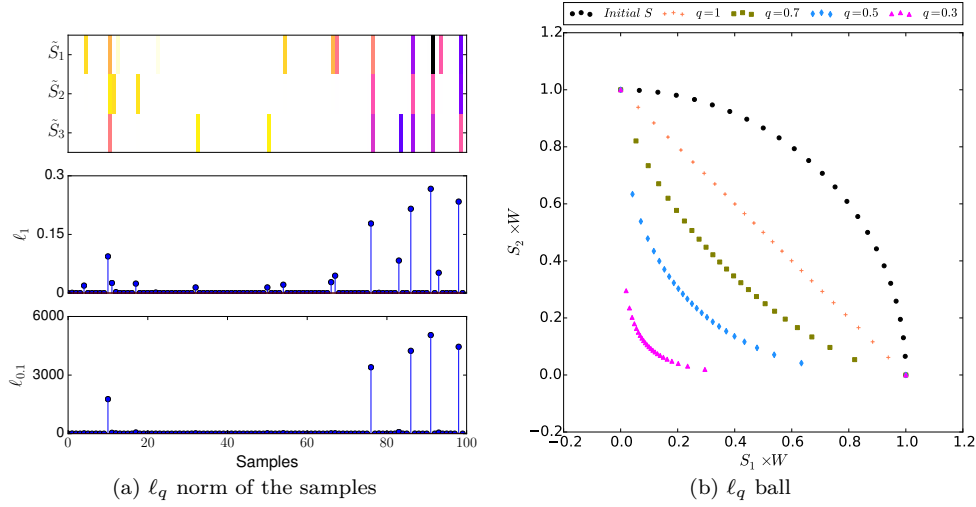 S̃₁
S̃₂
S̃₃
0.3
0.15
0
ℓ₁
6000
3000
0
ℓ₀.₁
0 20 40 60 80 100
Samples
(a) ℓq norm of the samples
Initial S q=1 q=0.7 q=0.5 q=0.3
1.2
1.0
0.8
0.6
0.4
0.2
0.0
−0.2
S₂ ×W
−0.2 0.0 0.2 0.4 0.6 0.8 1.0 1.2
S₁ ×W
(b) ℓq ball